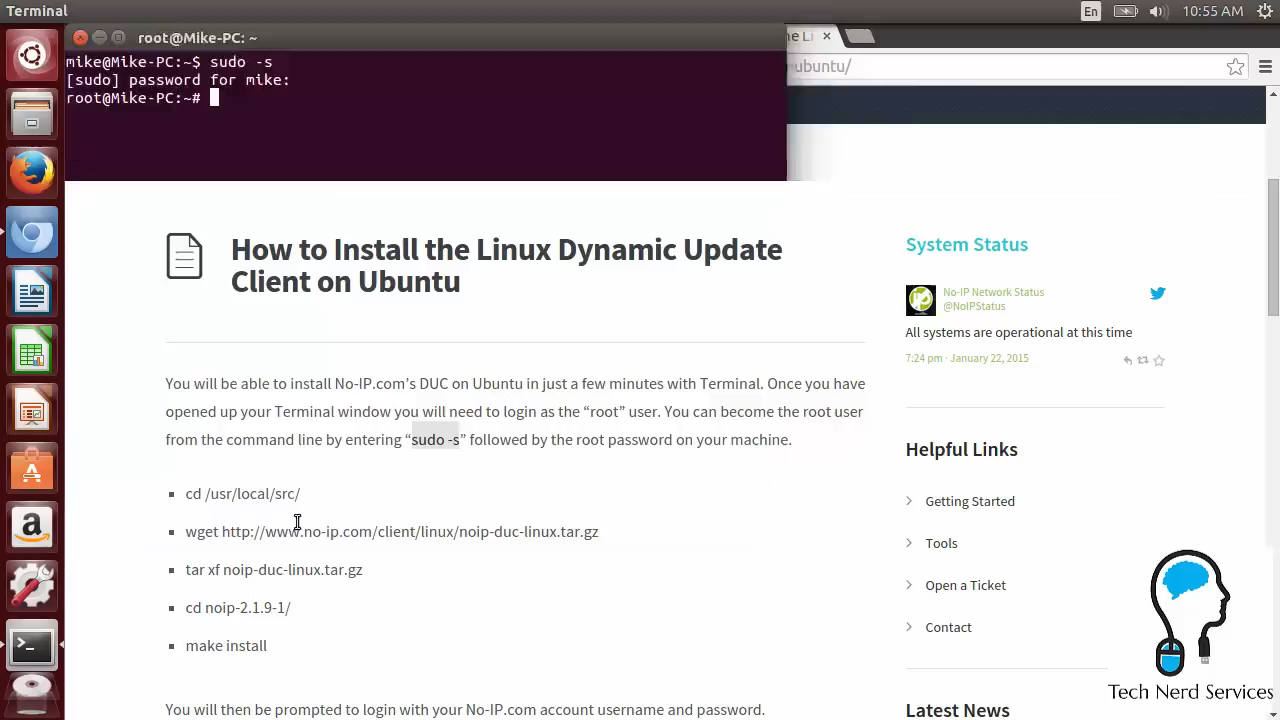 Terminal
En
10:55 AM
root@Mike-PC: ~
mike@Mike-PC:~$ sudo -s
[sudo] password for mike:
root@Mike-PC:~#
ubuntu/
How to Install the Linux Dynamic Update
Client on Ubuntu
You will be able to install No-IP.com’s DUC on Ubuntu in just a few minutes with Terminal. Once you have
opened up your Terminal window you will need to login as the “root” user. You can become the root user
from the command line by entering “sudo -s” followed by the root password on your machine.
cd /usr/local/src/
wget http://www.no-ip.com/client/linux/noip-duc-linux.tar.gz
tar xf noip-duc-linux.tar.gz
cd noip-2.1.9-1/
make install
You will then be prompted to login with your No-IP.com account username and password.
System Status
No-IP Network Status
@NoIPStatus
All systems are operational at this time
7:24 pm · January 22, 2015
Helpful Links
Getting Started
Tools
Open a Ticket
Contact
Latest News
Tech Nerd Services